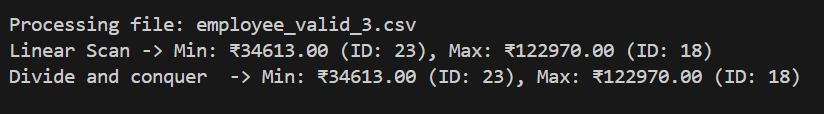 Processing file: employee_valid_3.csv
Linear Scan -> Min: ₹34613.00 (ID: 23), Max: ₹122970.00 (ID: 18)
Divide and conquer  -> Min: ₹34613.00 (ID: 23), Max: ₹122970.00 (ID: 18)